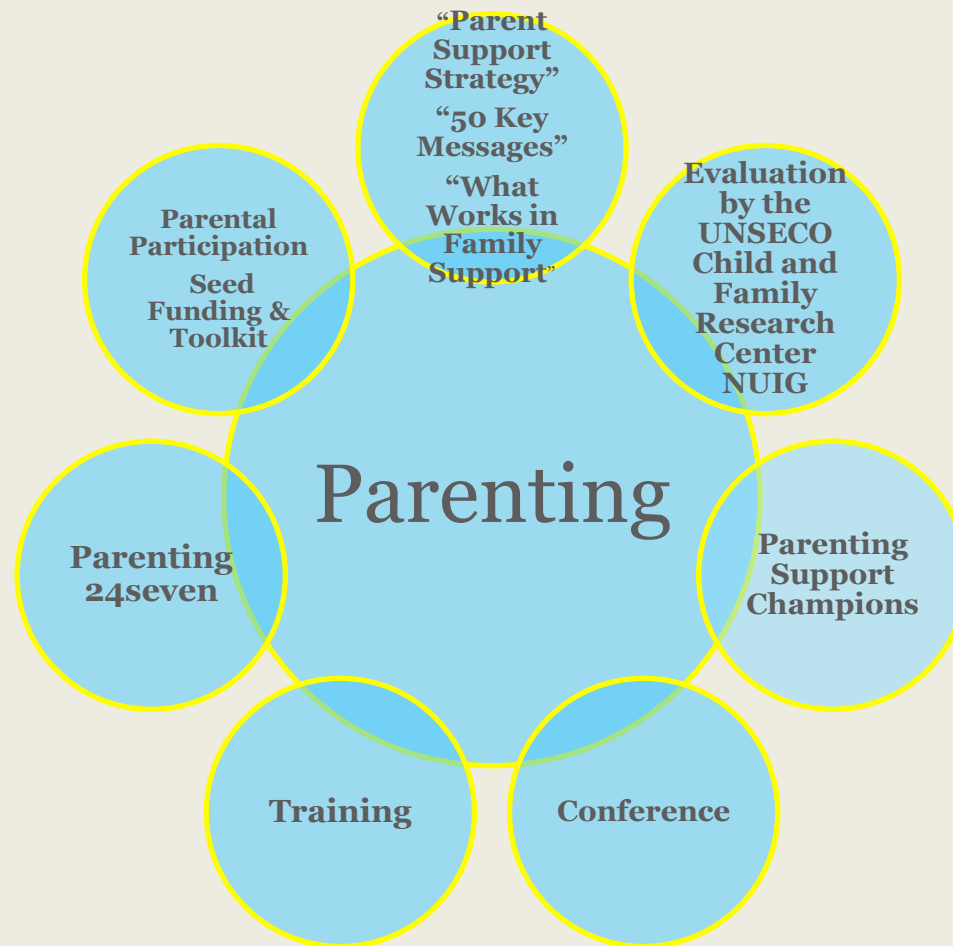 “Parent
Support
Strategy”
“50 Key
Messages”
“What
Works in
Family
Support”
Evaluation
by the
UNSECO
Child and
Family
Research
Center
NUIG
Parenting
Support
Champions
Conference
Training
Parenting
24seven
Parental
Participation
Seed
Funding &
Toolkit
Parenting